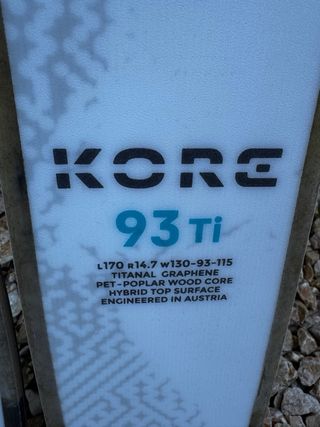 KORE
93 Ti
L170 R14.7 W130-93-115
TITANAL GRAPHENE
PET-POPLAR WOOD CORE
HYBRID TOP SURFACE
ENGINEERED IN AUSTRIA